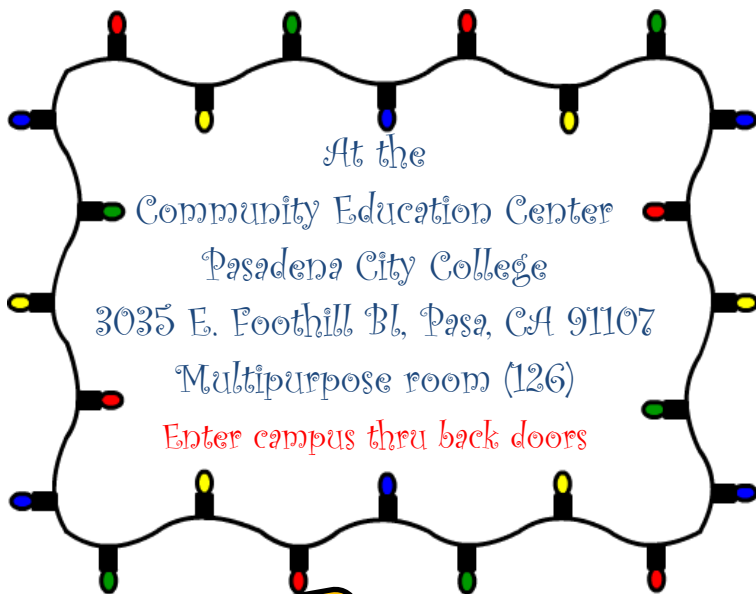 At the
Community Education Center
Pasadena City College
3035 E. Foothill Bl, Pasa, CA 91107
Multipurpose room (126)
Enter campus thru back doors